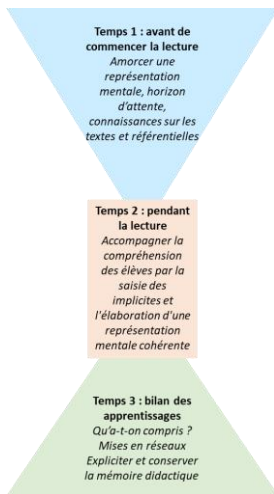 Temps 1 : avant de
commencer la lecture
Amorcer une
représentation
mentale, horizon
d'attente,
connaissances sur les
textes et référentielles
Temps 2 : pendant
la lecture
Accompagner la
compréhension
des élèves par la
saisie des
implicites et
l'élaboration d'une
représentation
mentale cohérente
Temps 3 : bilan des
apprentissages
Qu'a-t-on compris ?
Mises en réseaux
Expliciter et conserver
la mémoire didactique